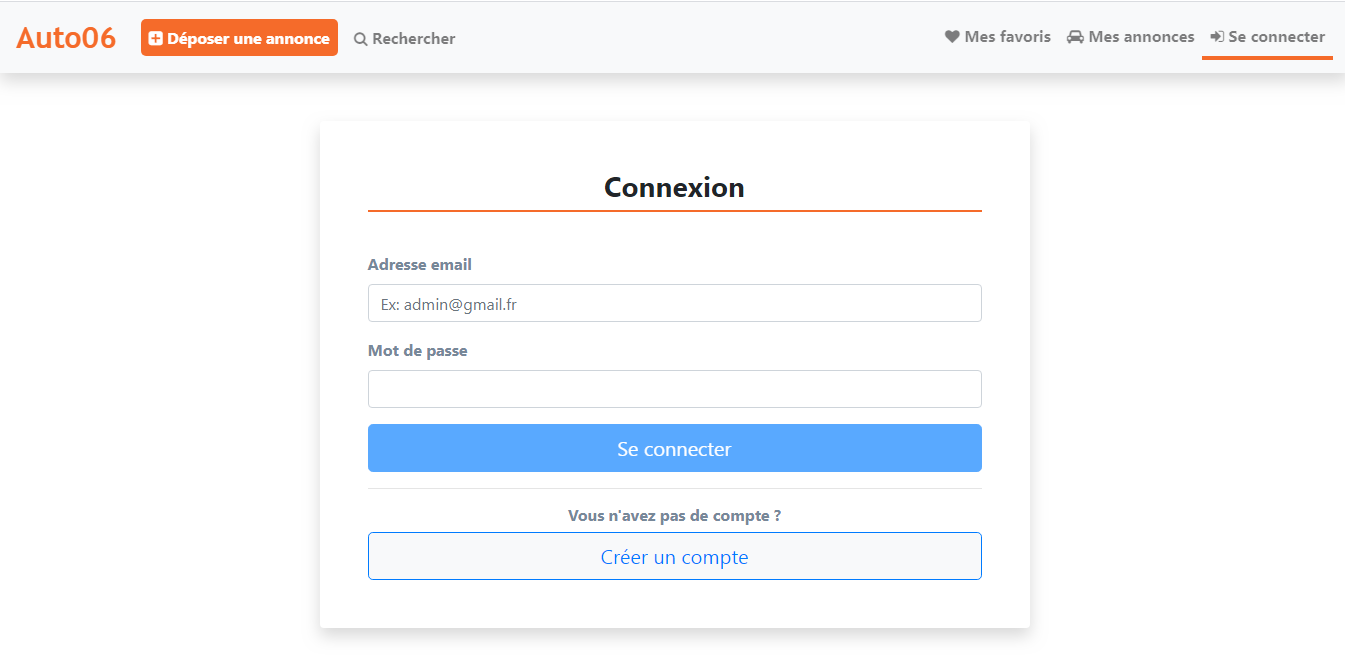 Auto06 Déposer une annonce Rechercher Mes favoris Mes annonces Se connecter
Connexion
Adresse email
Ex: admin@gmail.fr
Mot de passe
Se connecter
Vous n'avez pas de compte ?
Créer un compte